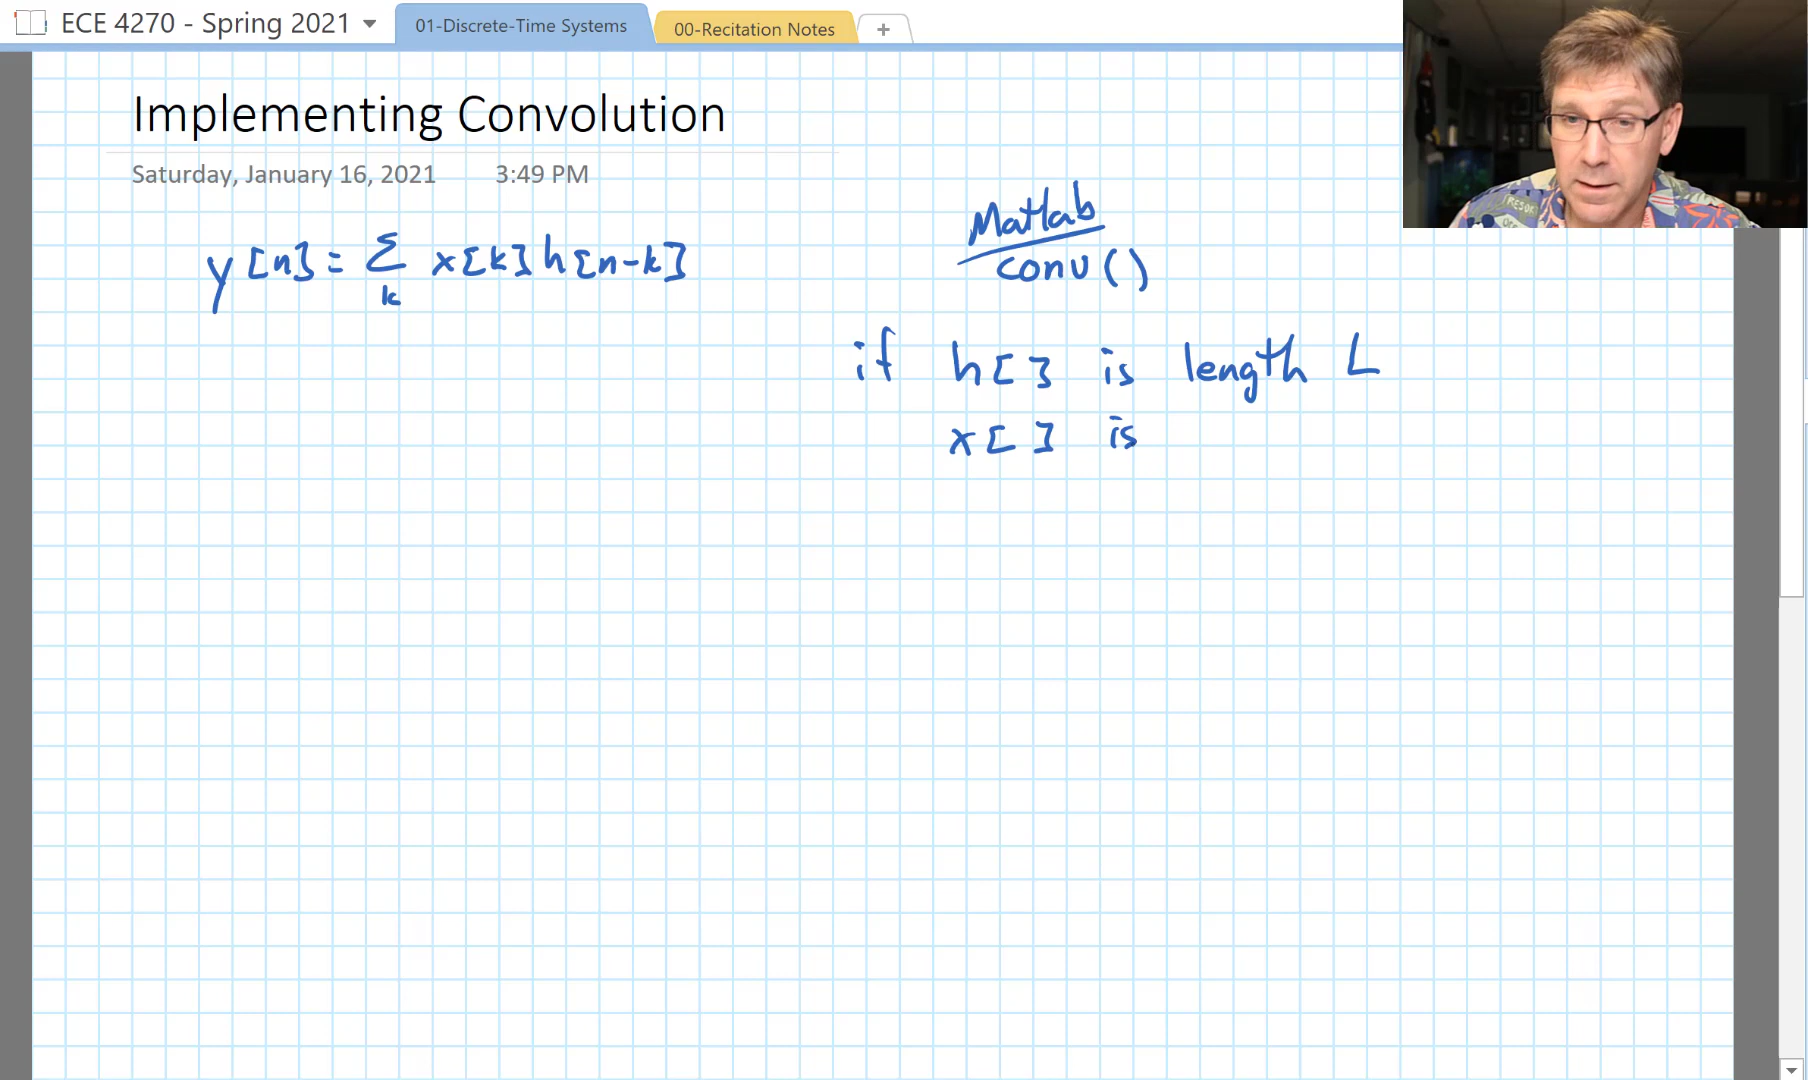 ECE 4270 - Spring 2021
01-Discrete-Time Systems
00-Recitation Notes
+
Implementing Convolution
Saturday, January 16, 2021 3:49 PM
y[n] = Σ x[k] h[n-k]
k
Matlab
conv()
if h[ ] is length L
x[ ] is